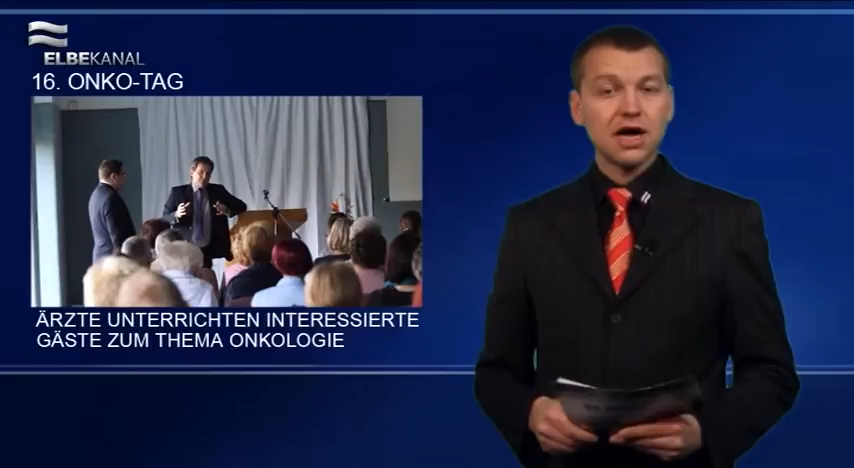 ELBEKANAL
16. ONKO-TAG
ÄRZTE UNTERRICHTEN INTERESSIERTE
GÄSTE ZUM THEMA ONKOLOGIE